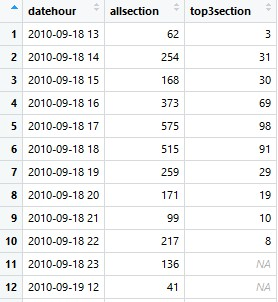 datehour allsection top3section
1 2010-09-18 13 62 3
2 2010-09-18 14 254 31
3 2010-09-18 15 168 30
4 2010-09-18 16 373 69
5 2010-09-18 17 575 98
6 2010-09-18 18 515 91
7 2010-09-18 19 259 29
8 2010-09-18 20 171 19
9 2010-09-18 21 99 10
10 2010-09-18 22 217 8
11 2010-09-18 23 136 NA
12 2010-09-19 12 41 NA